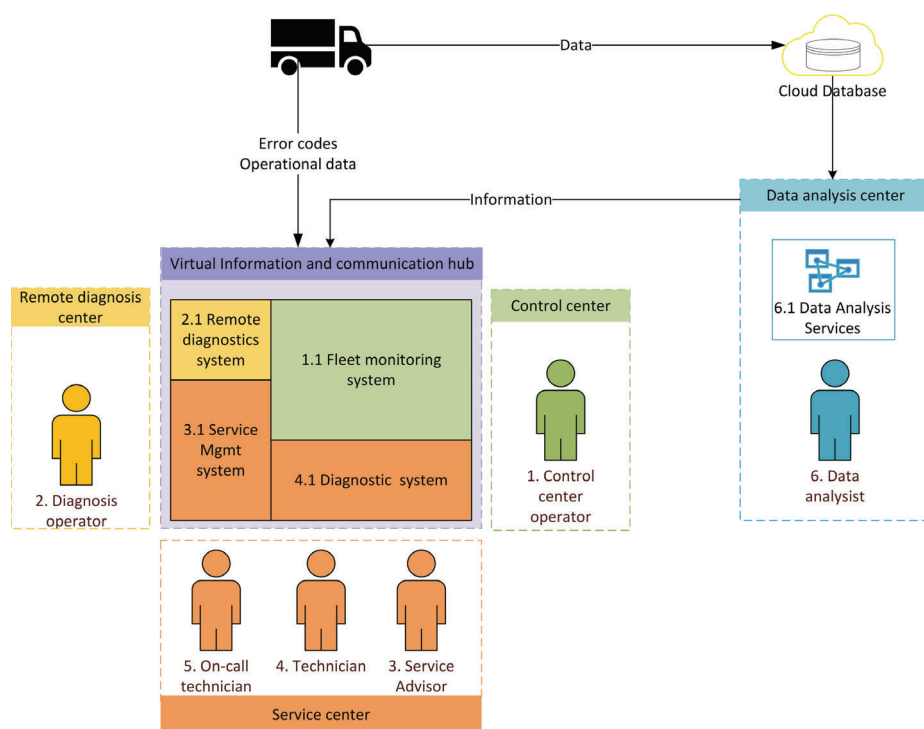 Data
Cloud Database
Error codes
Operational data
Information
Data analysis center
6.1 Data Analysis
Services
6. Data
analysist
Virtual Information and communication hub
2.1 Remote
diagnostics
system
1.1 Fleet monitoring
system
3.1 Service
Mgmt
system
4.1 Diagnostic system
Remote diagnosis
center
2. Diagnosis
operator
Control center
1. Control
center
operator
5. On-call
technician
4. Technician
3. Service
Advisor
Service center